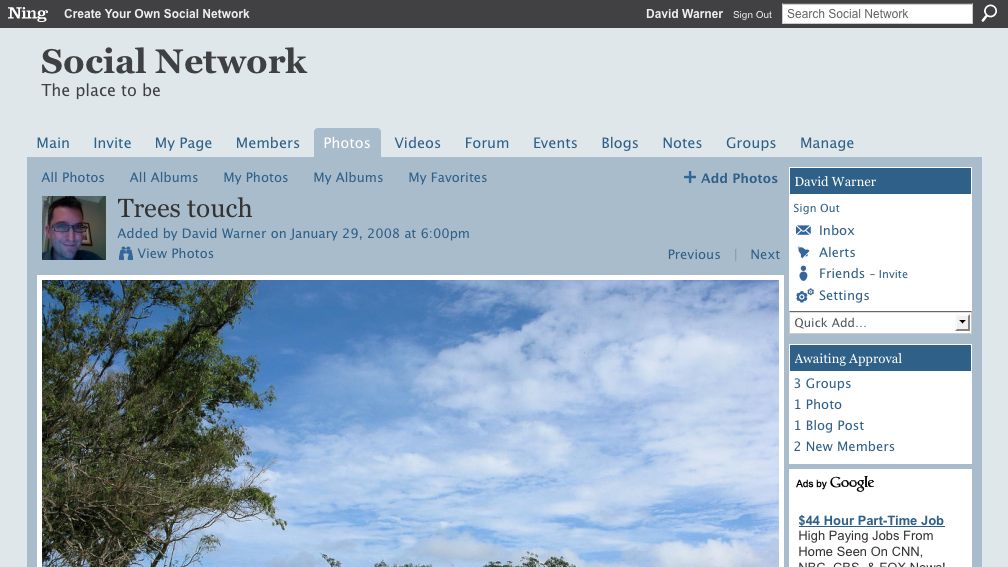 Ning Create Your Own Social Network David Warner Sign Out Search Social Network
Social Network
The place to be
Main Invite My Page Members Photos Videos Forum Events Blogs Notes Groups Manage
All Photos All Albums My Photos My Albums My Favorites + Add Photos
Trees touch
Added by David Warner on January 29, 2008 at 6:00pm
View Photos
Previous | Next
David Warner
Sign Out
Inbox
Alerts
Friends – Invite
Settings
Quick Add...
Awaiting Approval
3 Groups
1 Photo
1 Blog Post
2 New Members
Ads by Google
$44 Hour Part-Time Job
High Paying Jobs From
Home Seen On CNN,
NBC, CBS, & FOX News!